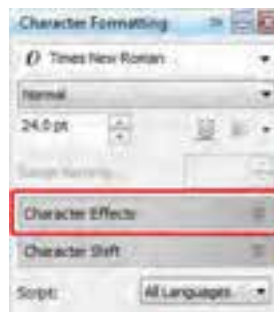 Character Formatting
O Times New Roman
Normal
24.0 pt
Character Effects
Character Shift
Script: All Languages